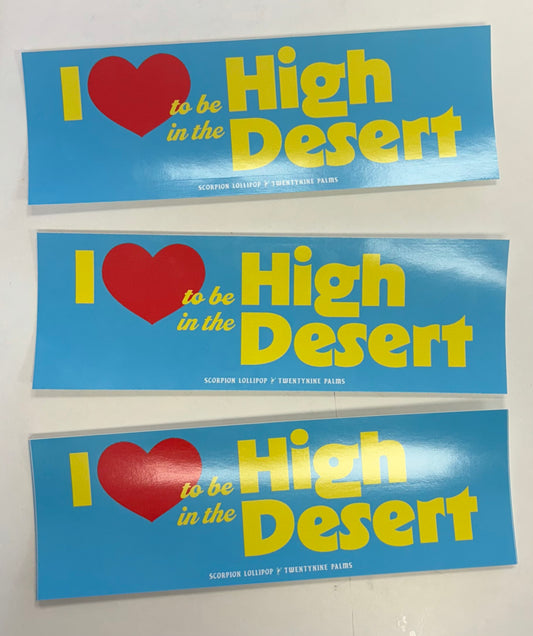 I ❤ to be in the High Desert
SCORPION LOLLIPOP TWENTYNINE PALMS
I ❤ to be in the High Desert
SCORPION LOLLIPOP TWENTYNINE PALMS
I ❤ to be in the High Desert
SCORPION LOLLIPOP TWENTYNINE PALMS